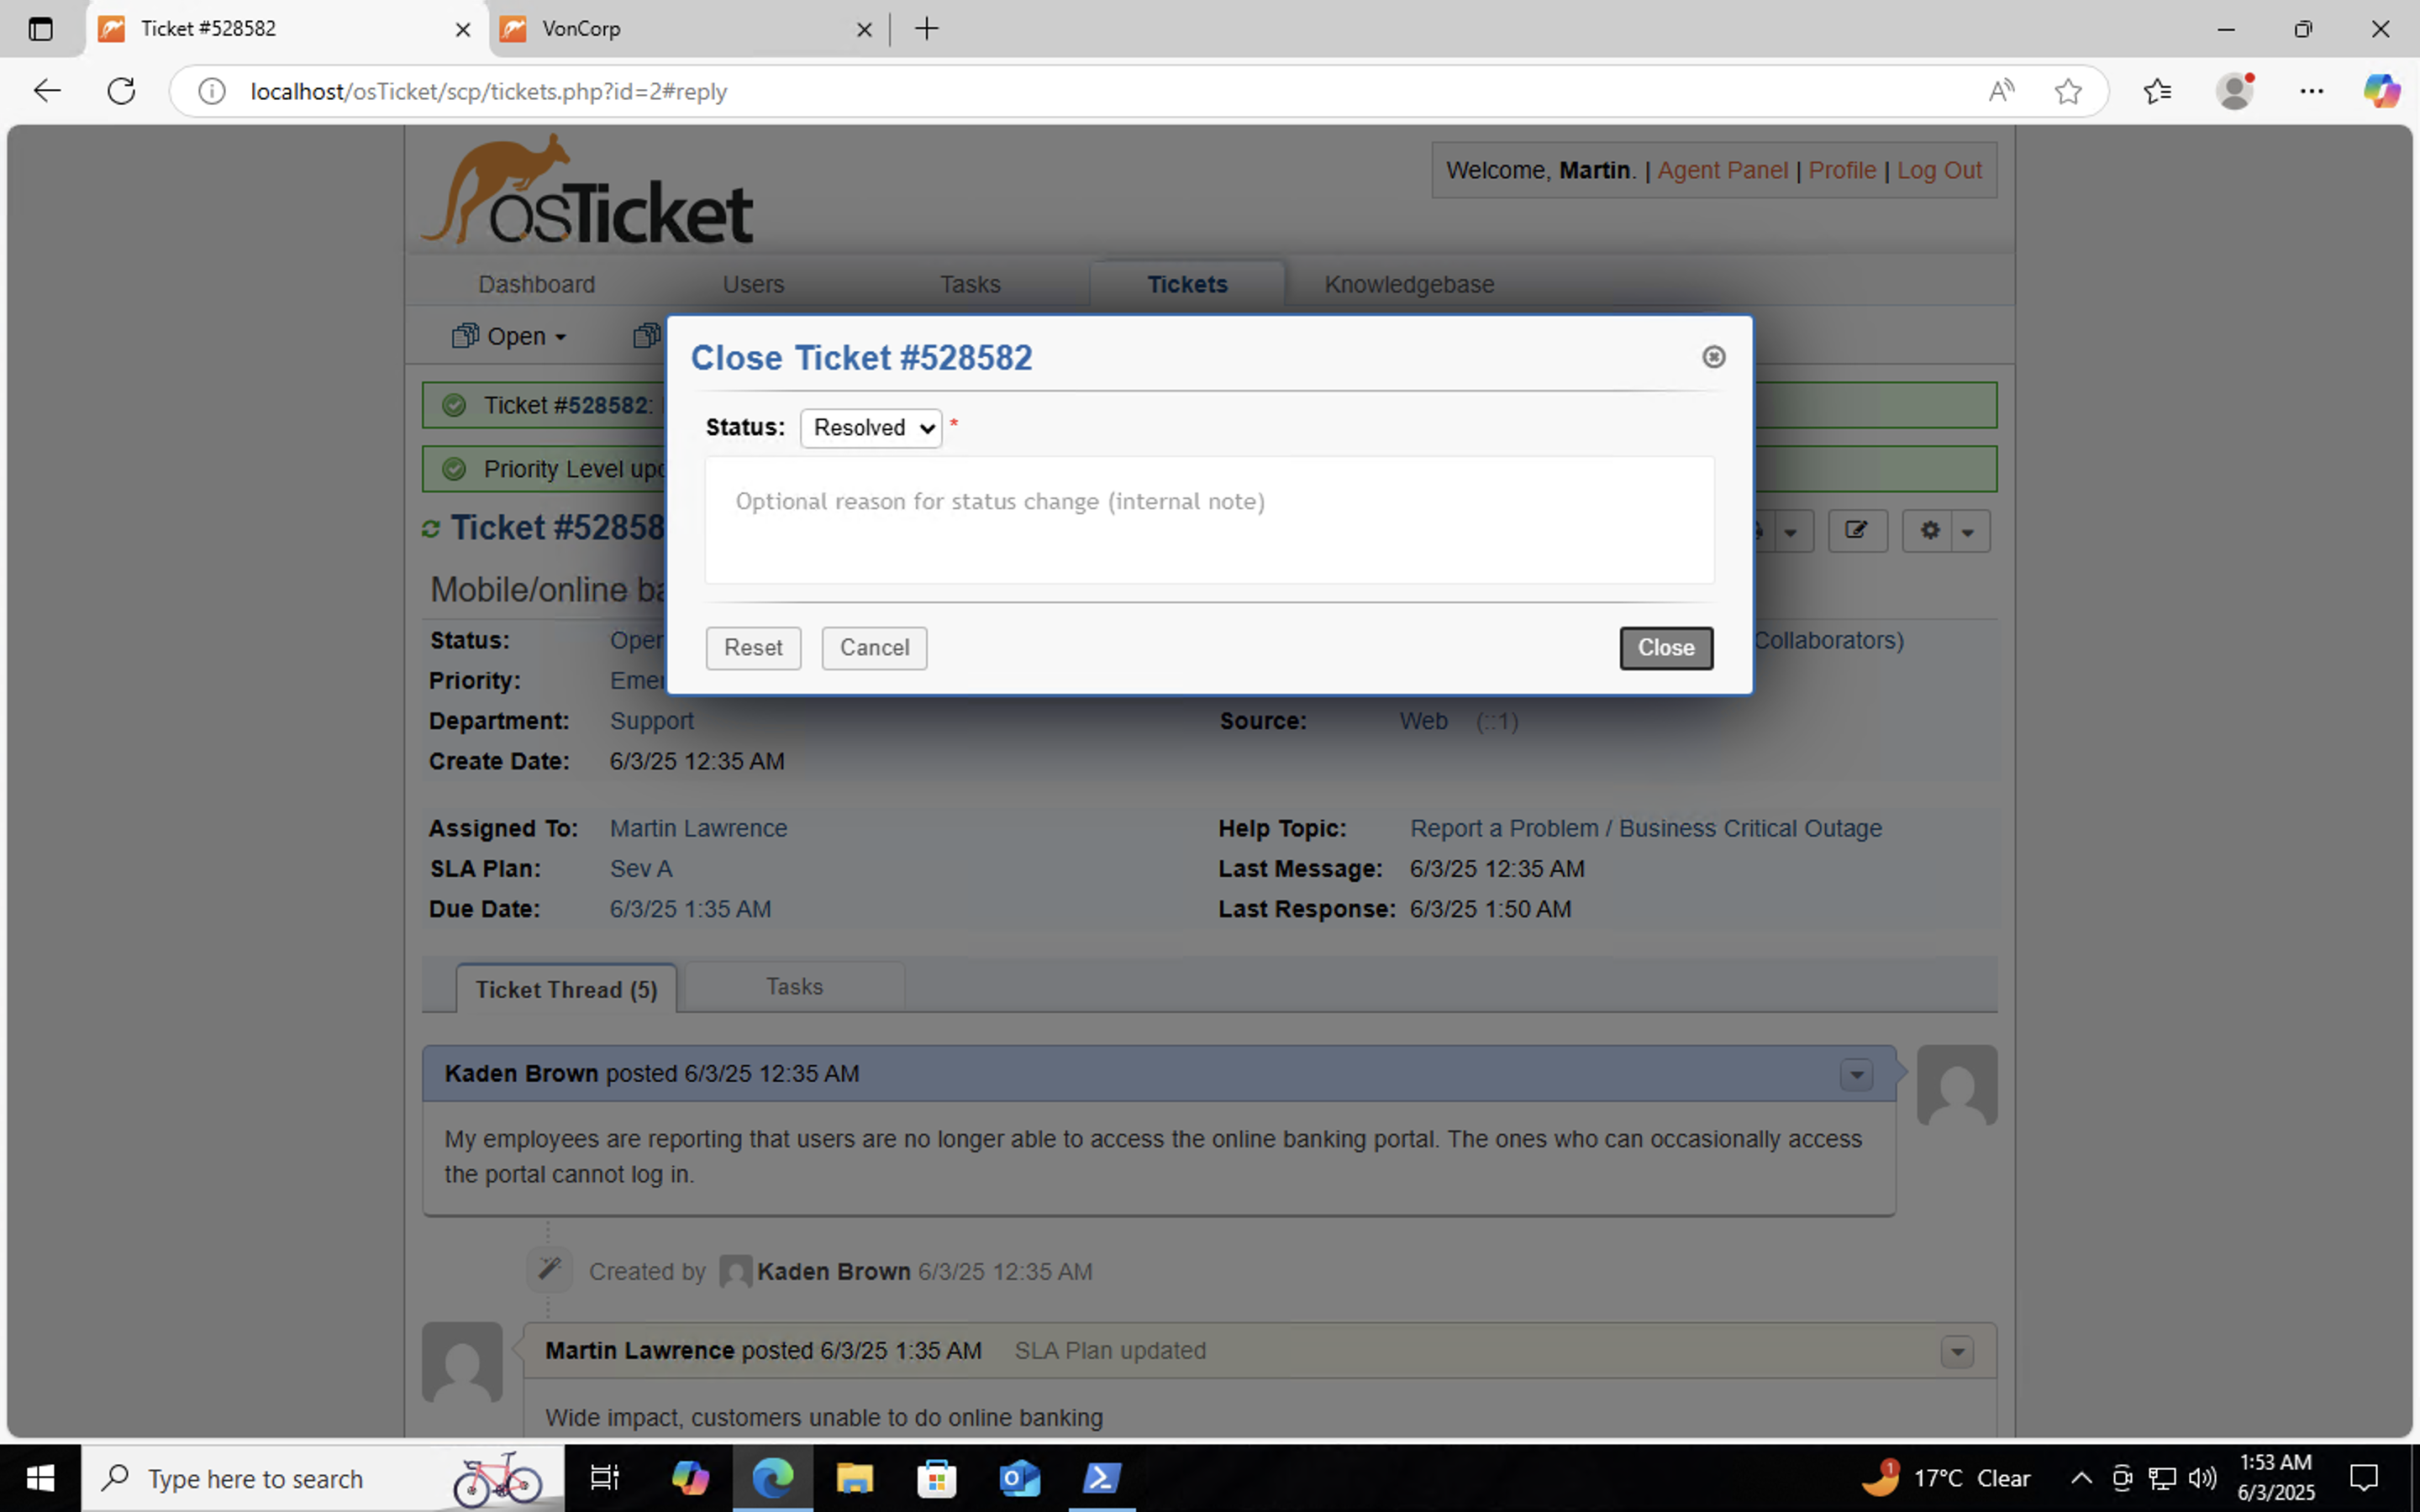 Ticket #528582
VonCorp
localhost/osTicket/scp/tickets.php?id=2#reply
osTicket
Welcome, Martin. | Agent Panel | Profile | Log Out
Dashboard
Users
Tasks
Tickets
Knowledgebase
Open
Ticket #528582:
Priority Level upd
Ticket #52858
Mobile/online ba
Close Ticket #528582
Status: Resolved *
Optional reason for status change (internal note)
Reset
Cancel
Close
Status: Open
Collaborators)
Priority: Emer
Department: Support
Source: Web (::1)
Create Date: 6/3/25 12:35 AM
Assigned To: Martin Lawrence
Help Topic: Report a Problem / Business Critical Outage
SLA Plan: Sev A
Last Message: 6/3/25 12:35 AM
Due Date: 6/3/25 1:35 AM
Last Response: 6/3/25 1:50 AM
Ticket Thread (5)
Tasks
Kaden Brown posted 6/3/25 12:35 AM
My employees are reporting that users are no longer able to access the online banking portal. The ones who can occasionally access
the portal cannot log in.
Created by Kaden Brown 6/3/25 12:35 AM
Martin Lawrence posted 6/3/25 1:35 AM SLA Plan updated
Wide impact, customers unable to do online banking
Type here to search
1
17°C Clear
1:53 AM
6/3/2025